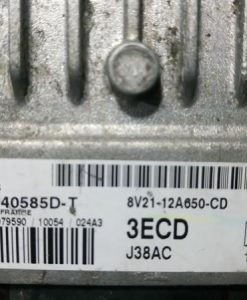 40585D-T
8V21-12A650-CD
FRANCE
79590 / 10054 / 024A3
3ECD
J38AC